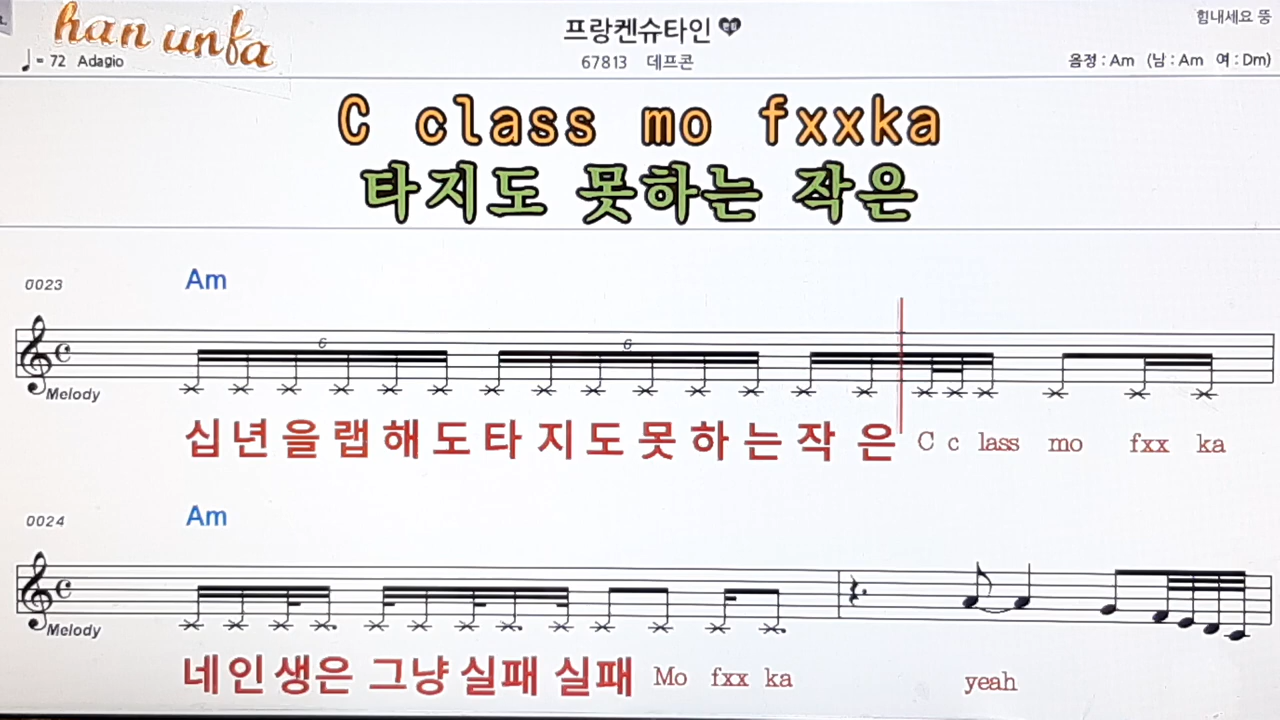 han unfa
프랑켄슈타인
힘내세요 뚱
♩= 72 Adagio
67813 데프콘
음정 : Am (남 : Am 여 : Dm)
C class mo fxxka
타지도 못하는 작은
0023
Am
6 6
C
Melody
십 년 을 랩 해 도 타 지 도 못 하 는 작 은 C c lass mo fxx ka
0024
Am
C
Melody
네 인 생 은 그 냥 실 패 실 패 Mo fxx ka yeah